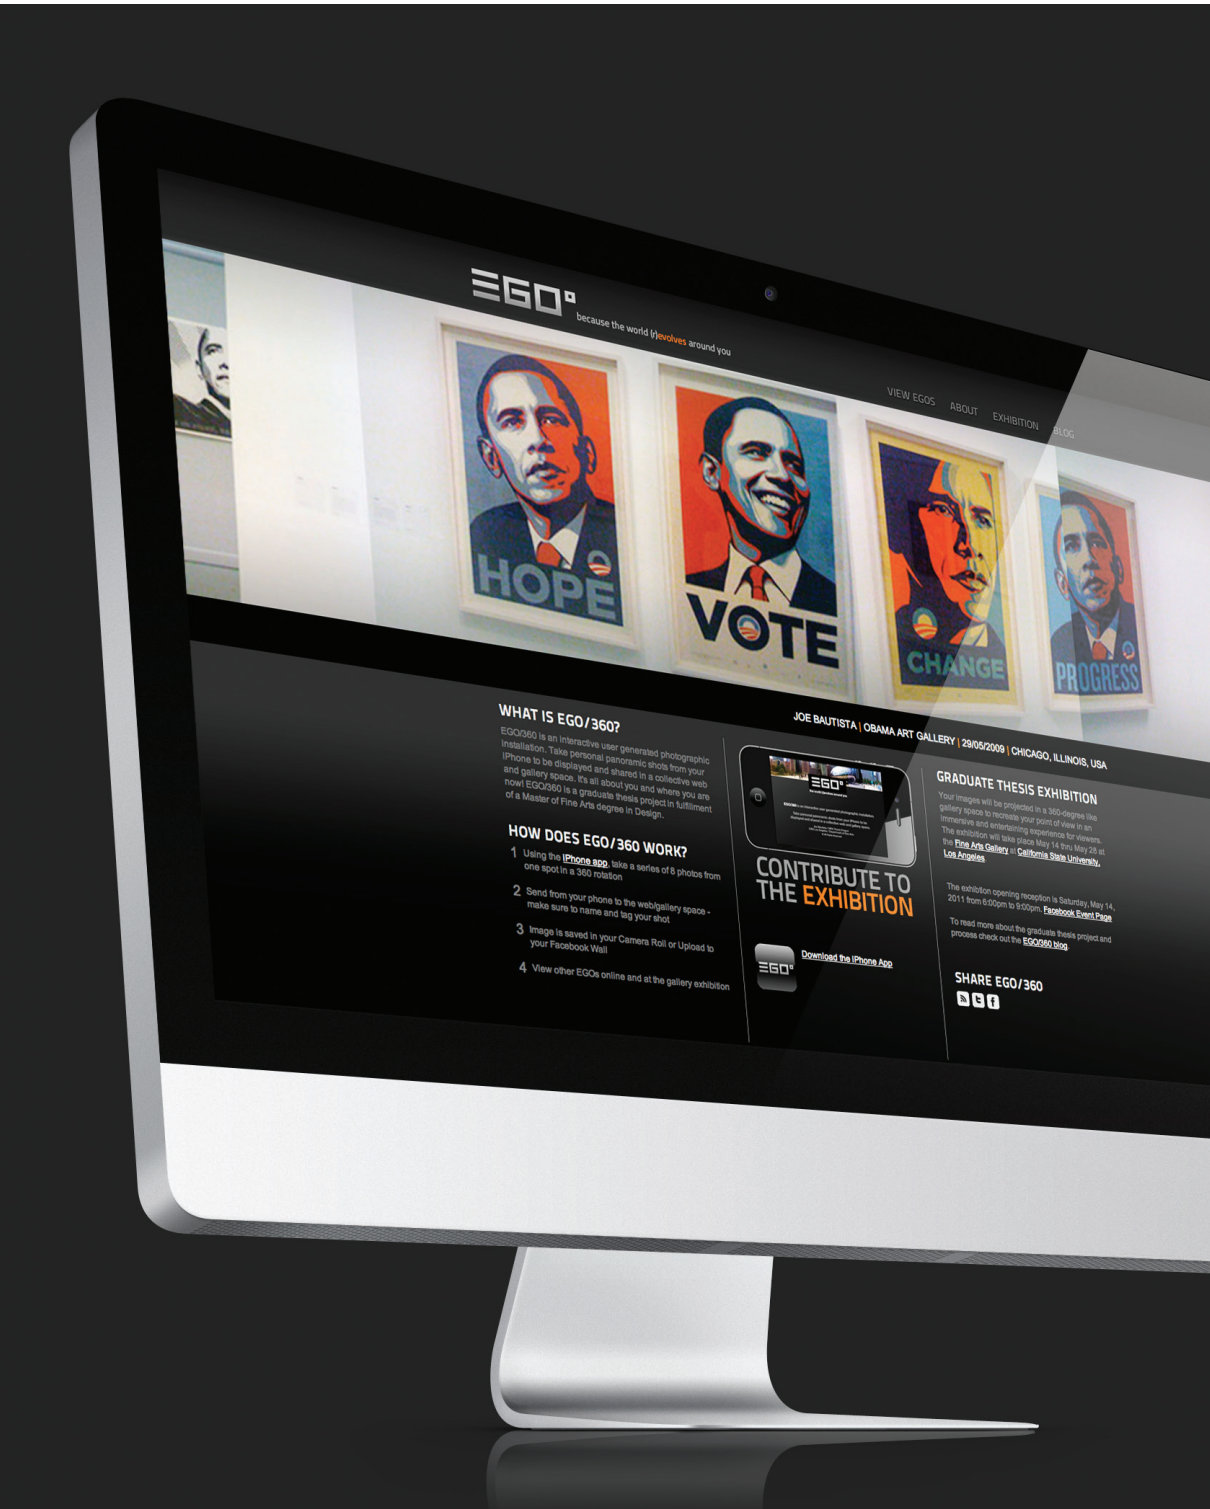 EGO°
because the world (r)evolves around you
VIEW EGOS ABOUT EXHIBITION BLOG
HOPE
VOTE
CHANGE
PROGRESS
JOE BAUTISTA | OBAMA ART GALLERY | 29/05/2009 | CHICAGO, ILLINOIS, USA
WHAT IS EGO/360?
EGO/360 is an interactive user generated photographic
installation. Take personal panoramic shots from your
iPhone to be displayed and shared in a collective web
and gallery space. It's all about you and where you are
now! EGO/360 is a graduate thesis project in fulfillment
of a Master of Fine Arts degree in Design.
HOW DOES EGO/360 WORK?
1 Using the iPhone app, take a series of 8 photos from
one spot in a 360 rotation
2 Send from your phone to the web/gallery space -
make sure to name and tag your shot
3 Image is saved in your Camera Roll or Upload to
your Facebook Wall
4 View other EGOs online and at the gallery exhibition
EGO°
CONTRIBUTE TO
THE EXHIBITION
EGO°
Download the iPhone App
GRADUATE THESIS EXHIBITION
Your images will be projected in a 360-degree like
gallery space to recreate your point of view in an
immersive and entertaining experience for viewers.
The exhibition will take place May 14 thru May 28 at
the Fine Arts Gallery at California State University,
Los Angeles
The exhibition opening reception is Saturday, May 14,
2011 from 6:00pm to 9:00pm. Facebook Event Page
To read more about the graduate thesis project and
process check out the EGO/360 blog.
SHARE EGO/360